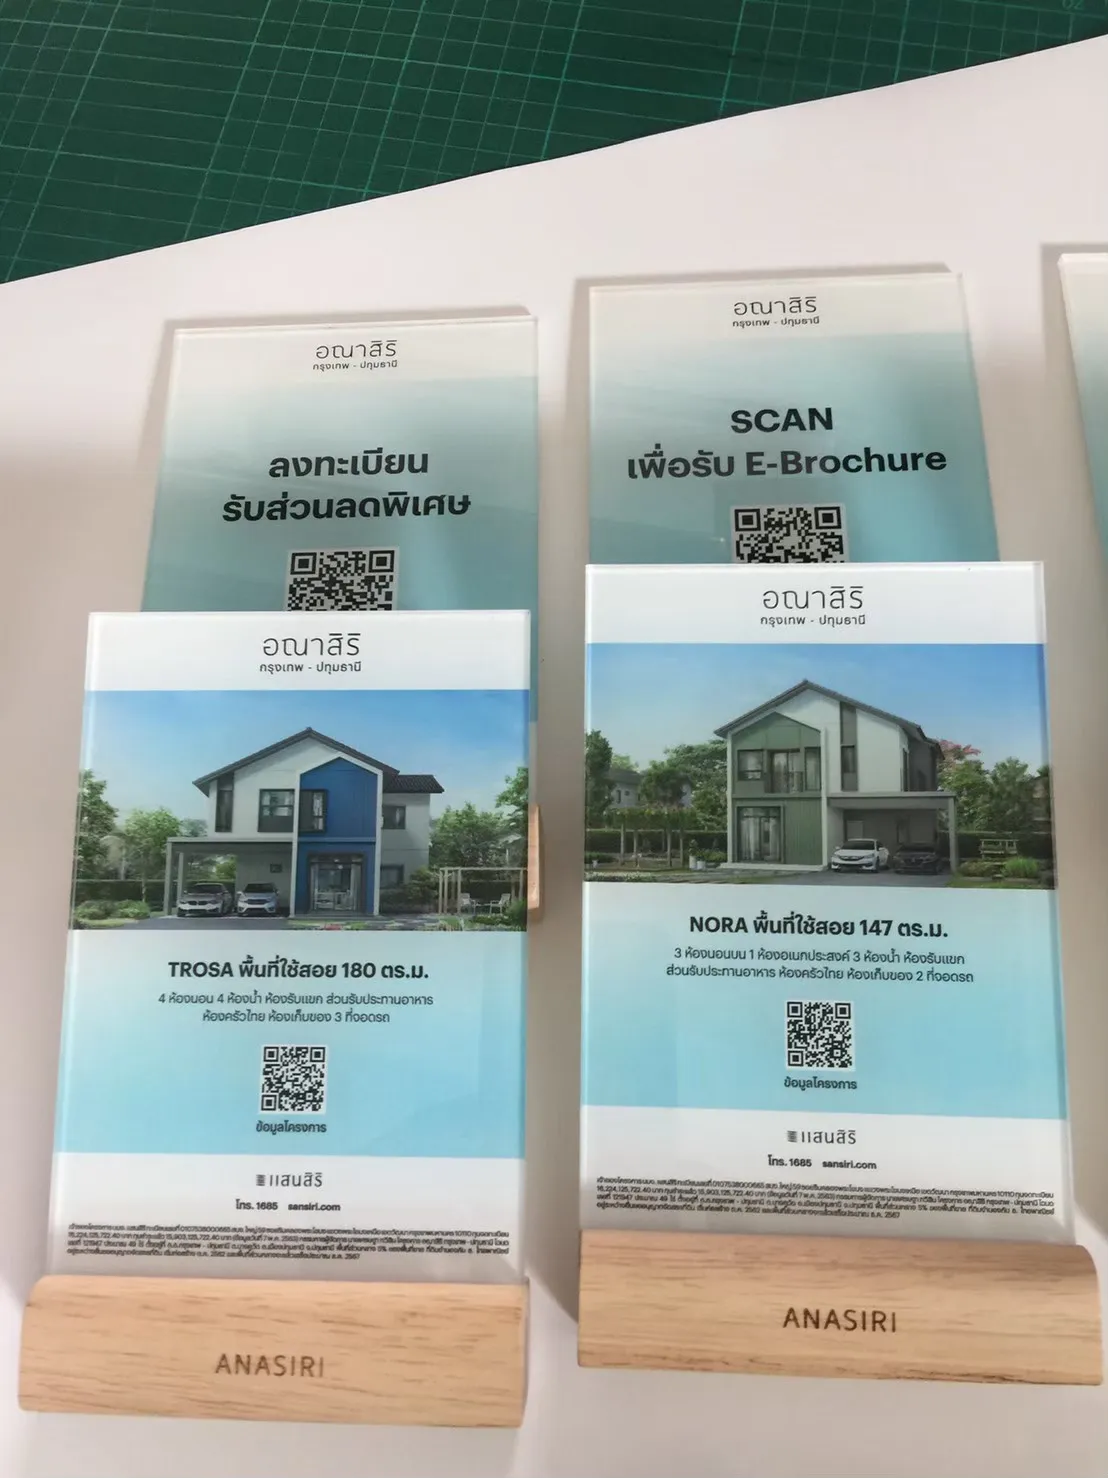 อณาสิริ
กรุงเทพ - ปทุมธานี
ลงทะเบียน
รับส่วนลดพิเศษ
อณาสิริ
กรุงเทพ - ปทุมธานี
SCAN
เพื่อรับ E-Brochure
อณาสิริ
กรุงเทพ - ปทุมธานี
TROSA พื้นที่ใช้สอย 180 ตร.ม.
4 ห้องนอน 4 ห้องน้ำ ห้องรับแขก ส่วนรับประทานอาหาร
ห้องครัวไทย ห้องเก็บของ 3 ที่จอดรถ
ข้อมูลโครงการ
แสนสิริ
โทร. 1685 sansiri.com
ANASIRI
อณาสิริ
กรุงเทพ - ปทุมธานี
NORA พื้นที่ใช้สอย 147 ตร.ม.
3 ห้องนอนบน 1 ห้องอเนกประสงค์ 3 ห้องน้ำ ห้องรับแขก
ส่วนรับประทานอาหาร ห้องครัวไทย ห้องเก็บของ 2 ที่จอดรถ
ข้อมูลโครงการ
แสนสิริ
โทร. 1685 sansiri.com
ANASIRI